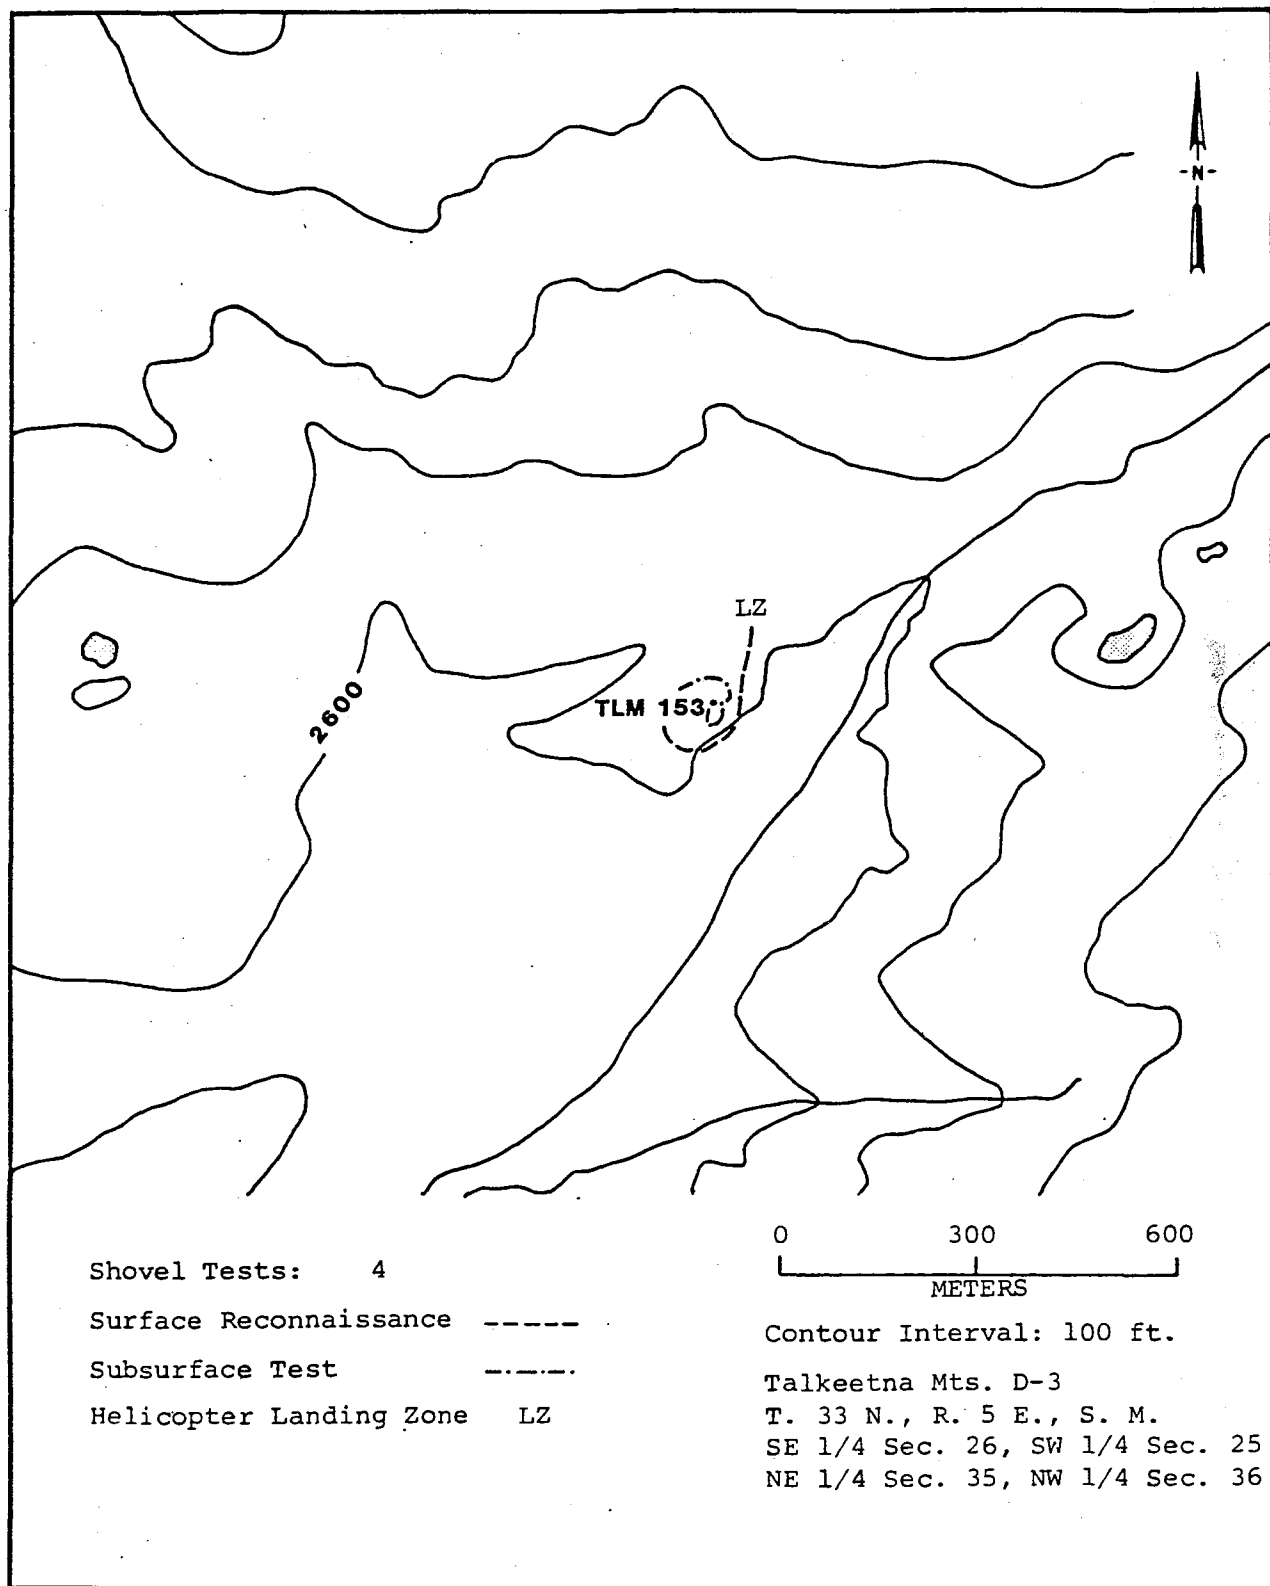 -N-
LZ
TLM 153
2600
0 300 600
METERS
Shovel Tests: 4
Surface Reconnaissance -----
Subsurface Test -·-·-·
Helicopter Landing Zone LZ
Contour Interval: 100 ft.
Talkeetna Mts. D-3
T. 33 N., R. 5 E., S. M.
SE 1/4 Sec. 26, SW 1/4 Sec. 25
NE 1/4 Sec. 35, NW 1/4 Sec. 36